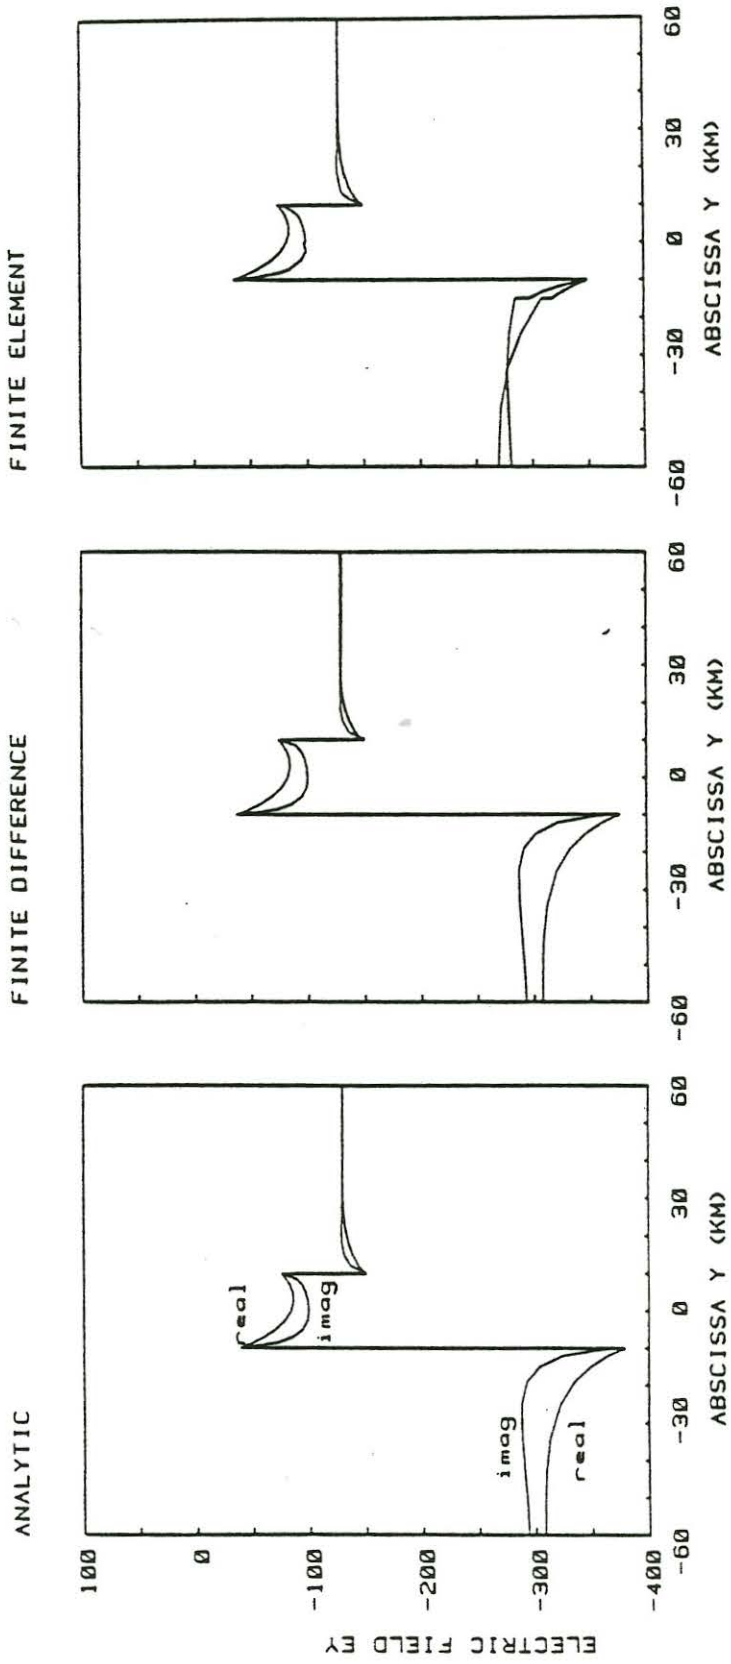 ANALYTIC
FINITE DIFFERENCE
FINITE ELEMENT
ELECTRIC FIELD EY
100
0
-100
-200
-300
-400
real
imag
imag
real
-60
-30
0
30
60
ABSCISSA Y (KM)
-60
-30
0
30
60
ABSCISSA Y (KM)
-60
-30
0
30
60
ABSCISSA Y (KM)